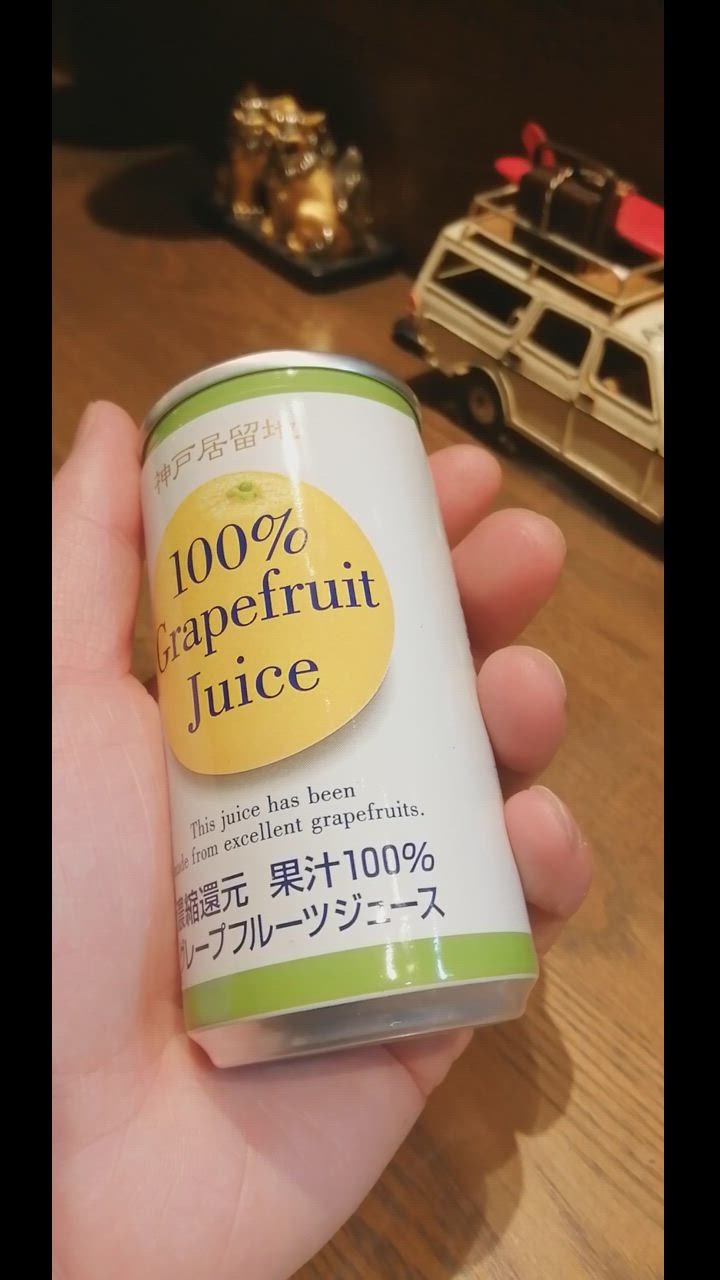 神戸居留地
100%
Grapefruit
Juice
This juice has been
made from excellent grapefruits.
濃縮還元 果汁100%
グレープフルーツジュース